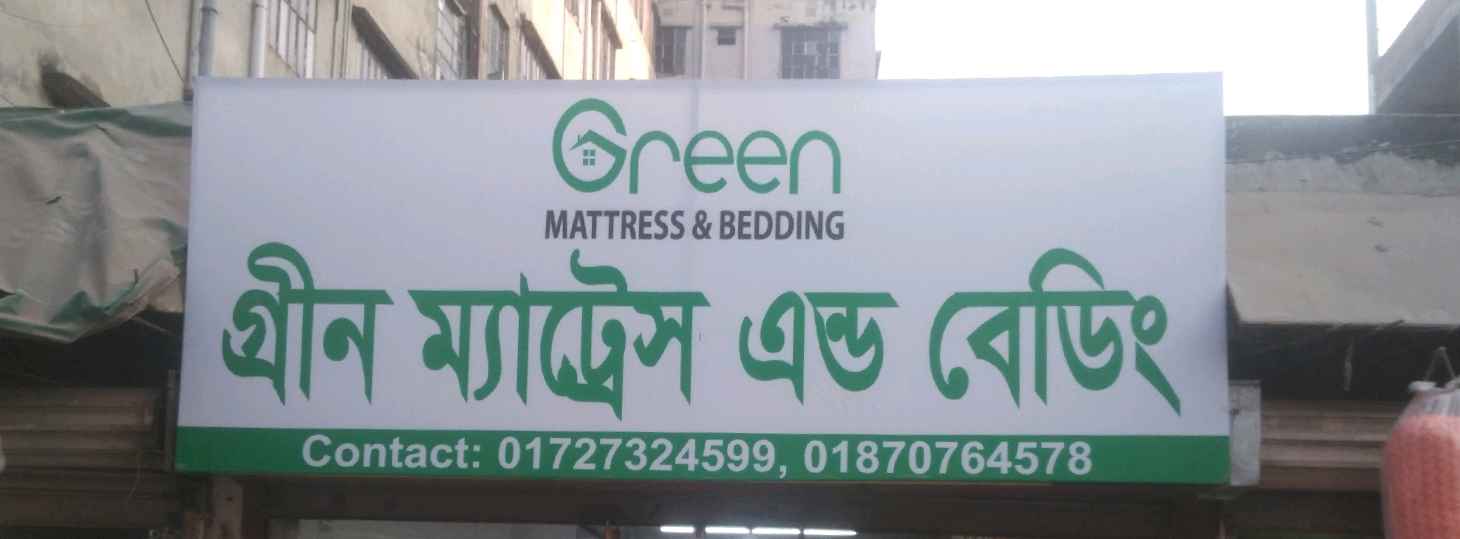 Green
MATTRESS & BEDDING
গ্রীন ম্যাট্রেস এন্ড বেডিং
Contact: 01727324599, 01870764578